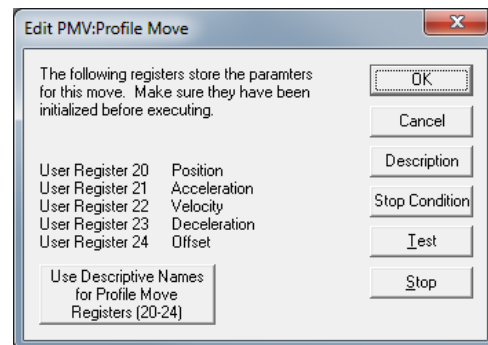 Edit PMV:Profile Move
The following registers store the paramters
for this move. Make sure they have been
initialized before executing.
User Register 20 Position
User Register 21 Acceleration
User Register 22 Velocity
User Register 23 Deceleration
User Register 24 Offset
Use Descriptive Names
for Profile Move
Registers (20-24)
OK
Cancel
Description
Stop Condition
Test
Stop